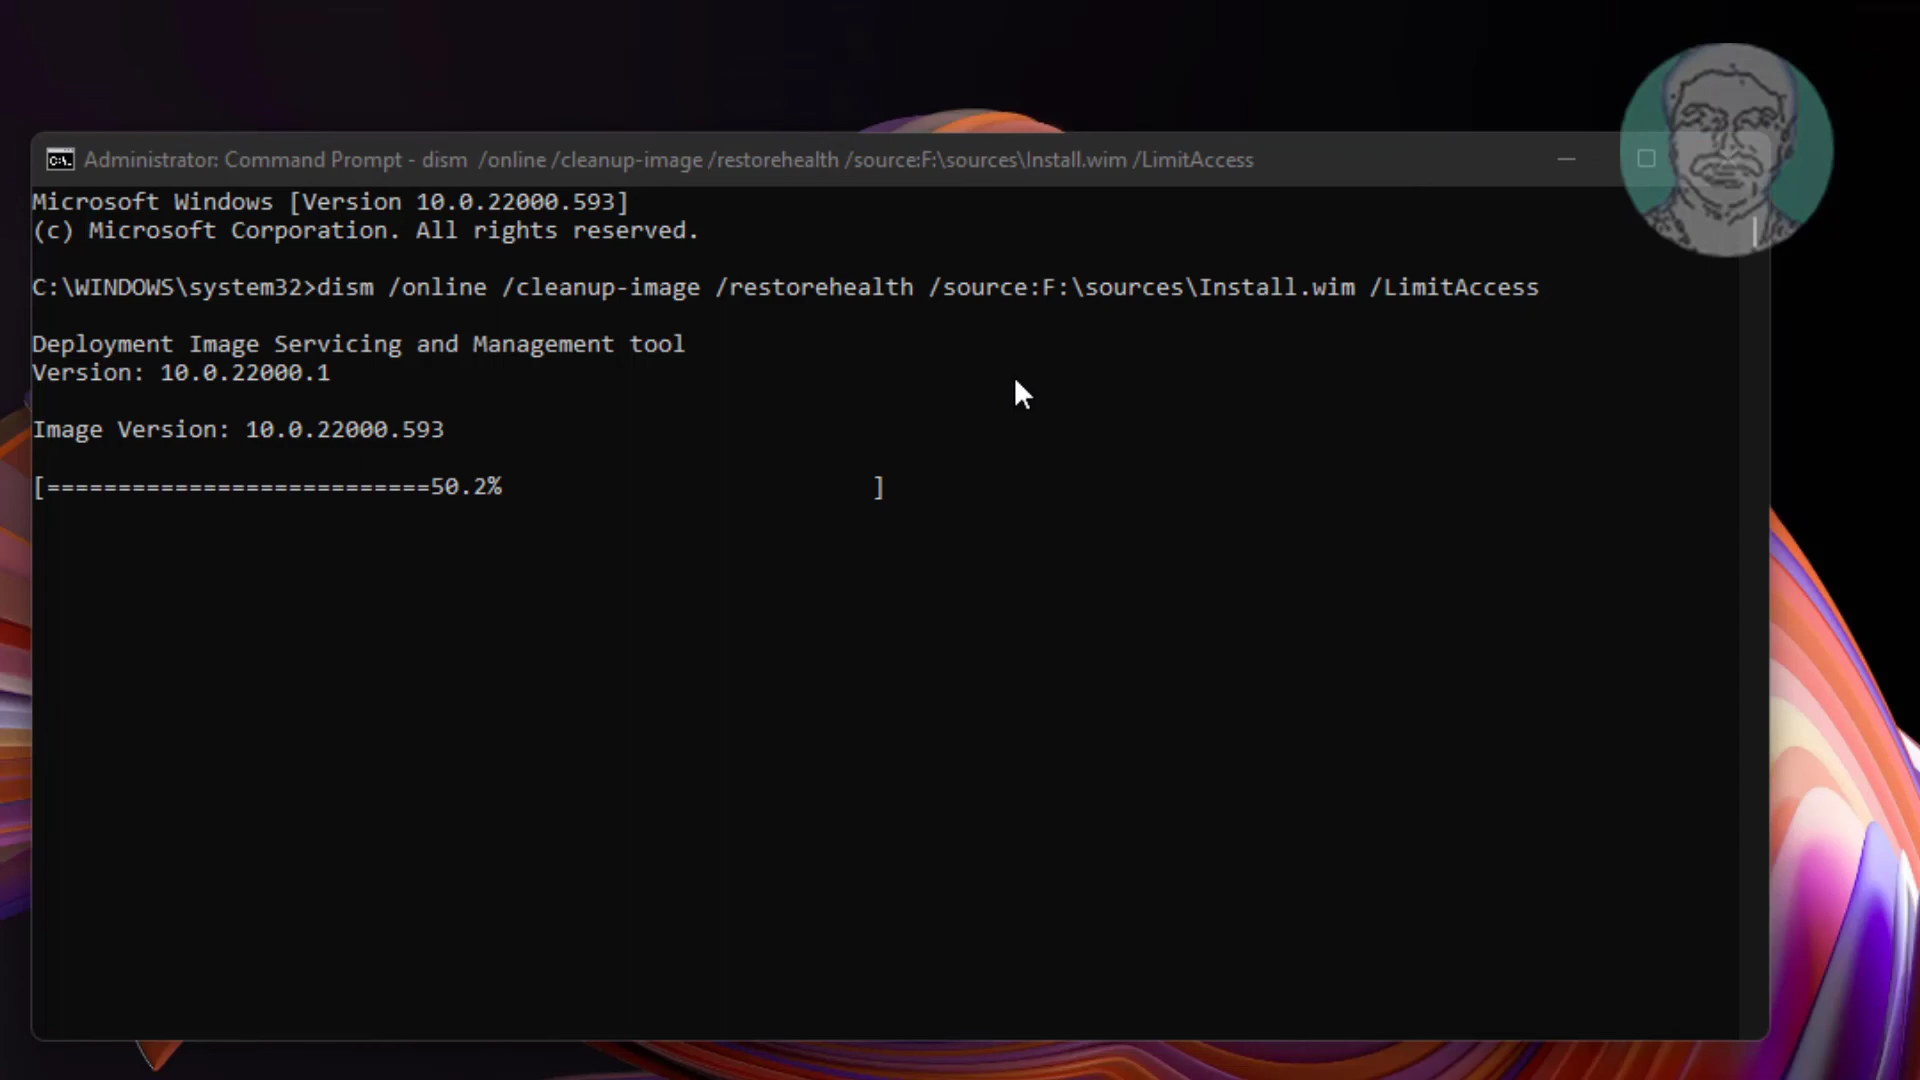 Administrator: Command Prompt - dism  /online /cleanup-image /restorehealth /source:F:\sources\Install.wim /LimitAccess
Microsoft Windows [Version 10.0.22000.593]
(c) Microsoft Corporation. All rights reserved.
C:\WINDOWS\system32>dism /online /cleanup-image /restorehealth /source:F:\sources\Install.wim /LimitAccess
Deployment Image Servicing and Management tool
Version: 10.0.22000.1
Image Version: 10.0.22000.593
[===========================50.2%                          ]